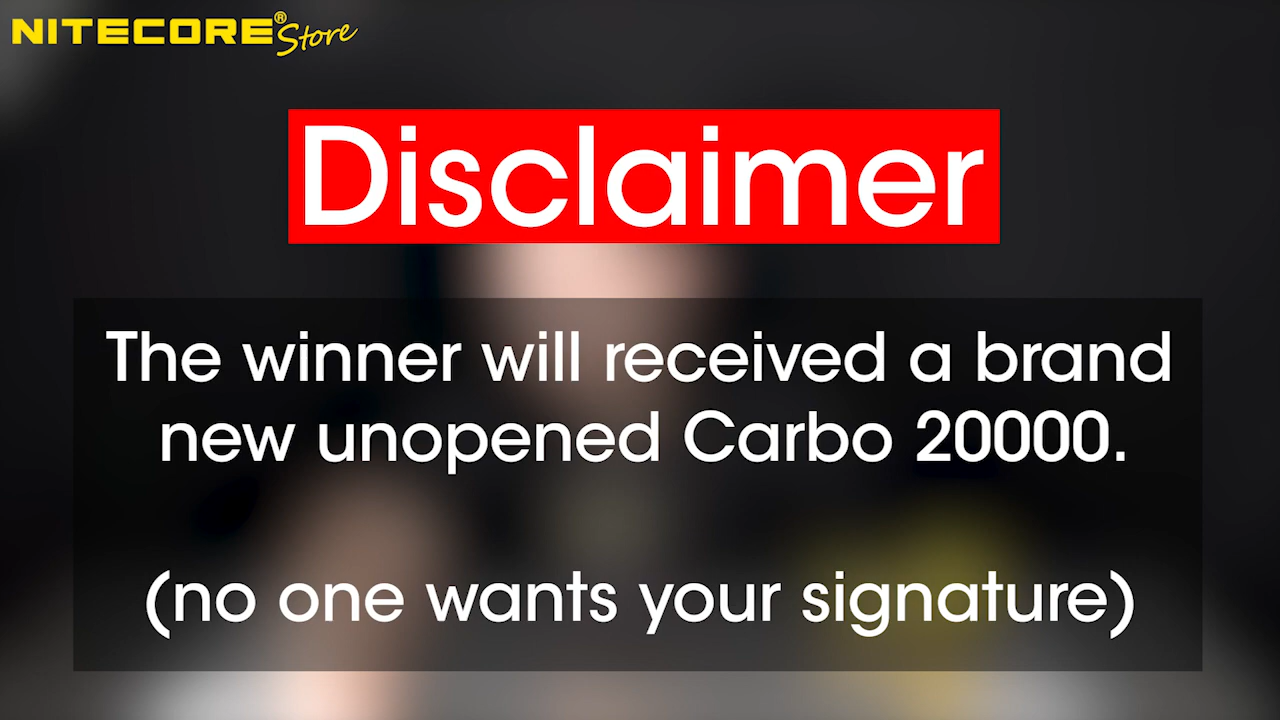 NITECORE® Store
Disclaimer
The winner will received a brand
new unopened Carbo 20000.
(no one wants your signature)